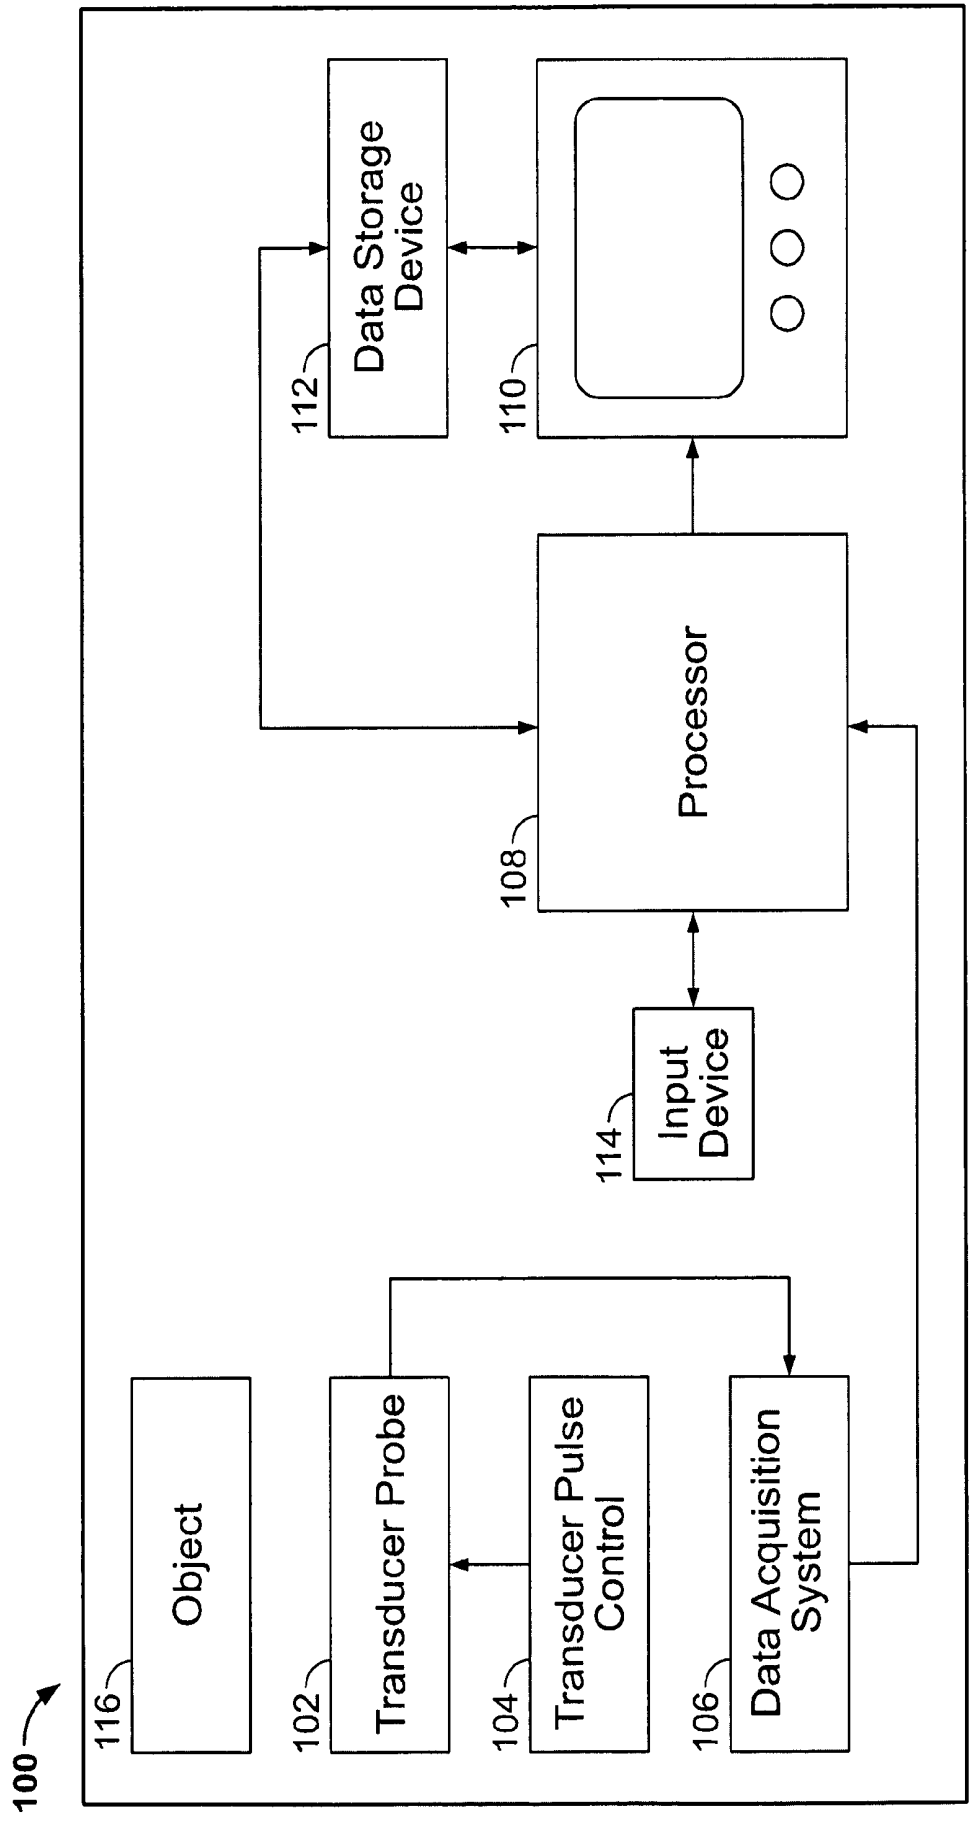 100
116
Object
102
Transducer Probe
104
Transducer Pulse
Control
106
Data Acquisition
System
114
Input
Device
108
Processor
112
Data Storage
Device
110